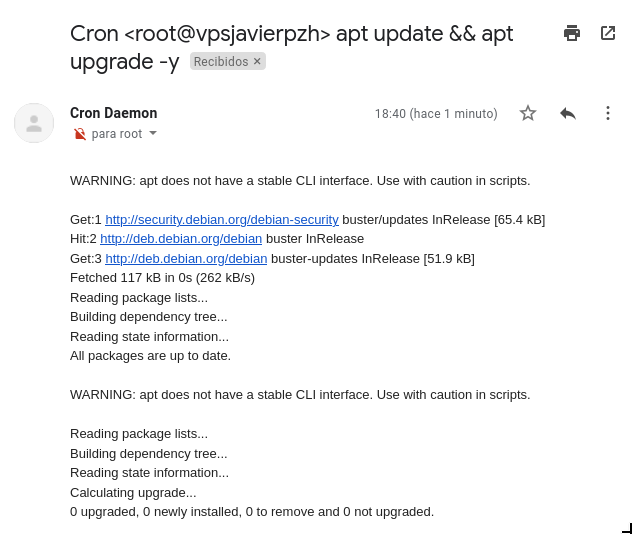 Cron <root@vpsjavierpzh> apt update && apt
upgrade -y Recibidos ×
Cron Daemon 18:40 (hace 1 minuto)
para root
WARNING: apt does not have a stable CLI interface. Use with caution in scripts.
Get:1 http://security.debian.org/debian-security buster/updates InRelease [65.4 kB]
Hit:2 http://deb.debian.org/debian buster InRelease
Get:3 http://deb.debian.org/debian buster-updates InRelease [51.9 kB]
Fetched 117 kB in 0s (262 kB/s)
Reading package lists...
Building dependency tree...
Reading state information...
All packages are up to date.
WARNING: apt does not have a stable CLI interface. Use with caution in scripts.
Reading package lists...
Building dependency tree...
Reading state information...
Calculating upgrade...
0 upgraded, 0 newly installed, 0 to remove and 0 not upgraded.